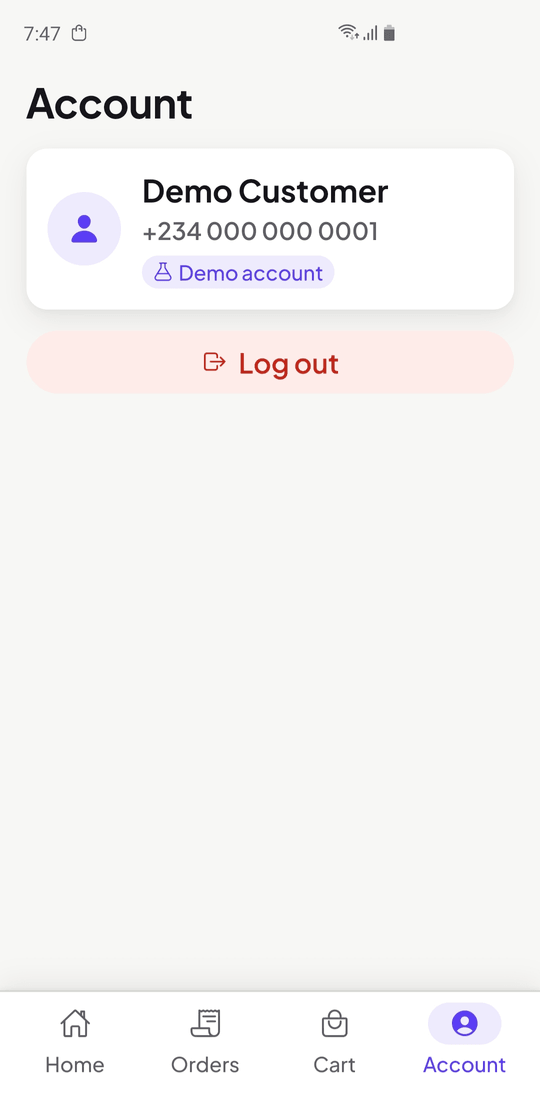 7:47
Account
Demo Customer
+234 000 000 0001
Demo account
Log out
Home
Orders
Cart
Account